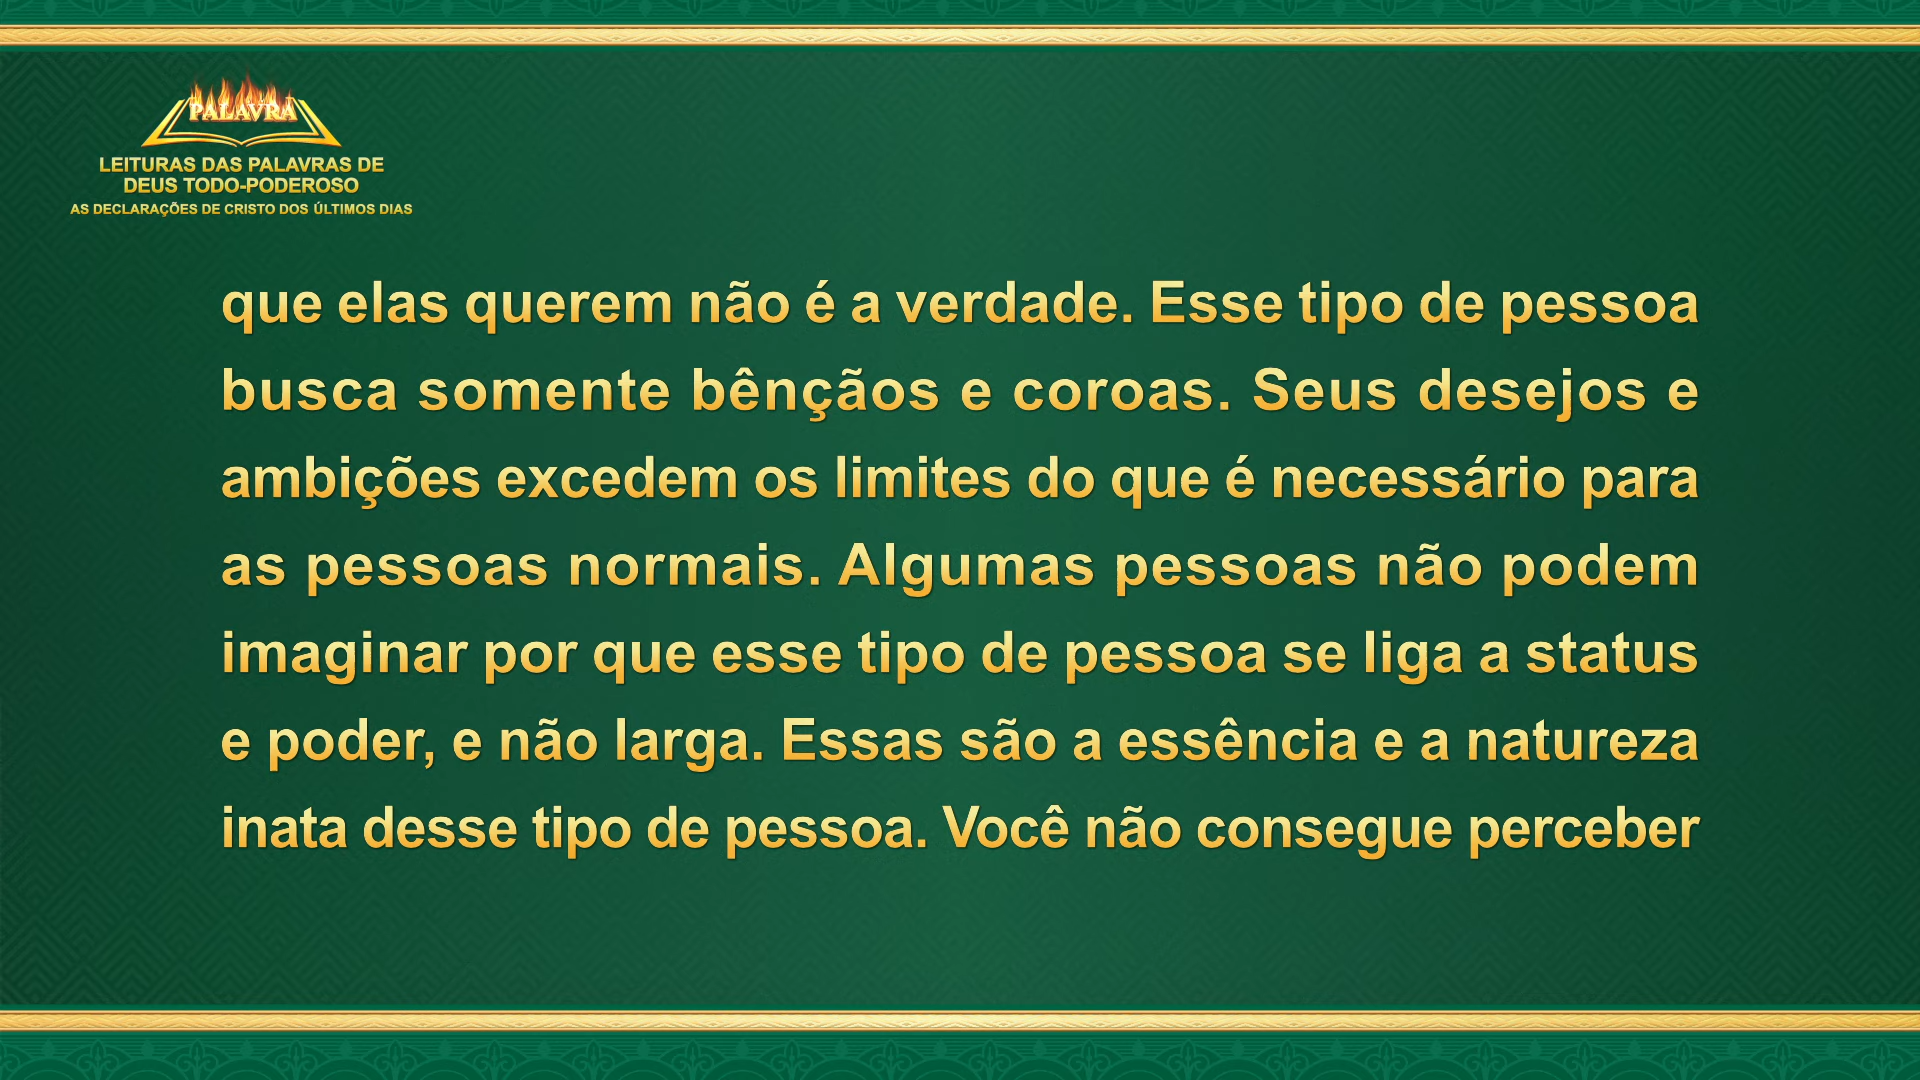 PALAVRA
LEITURAS DAS PALAVRAS DE
DEUS TODO-PODEROSO
AS DECLARAÇÕES DE CRISTO DOS ÚLTIMOS DIAS
que elas querem não é a verdade. Esse tipo de pessoa
busca somente bênçãos e coroas. Seus desejos e
ambições excedem os limites do que é necessário para
as pessoas normais. Algumas pessoas não podem
imaginar por que esse tipo de pessoa se liga a status
e poder, e não larga. Essas são a essência e a natureza
inata desse tipo de pessoa. Você não consegue perceber